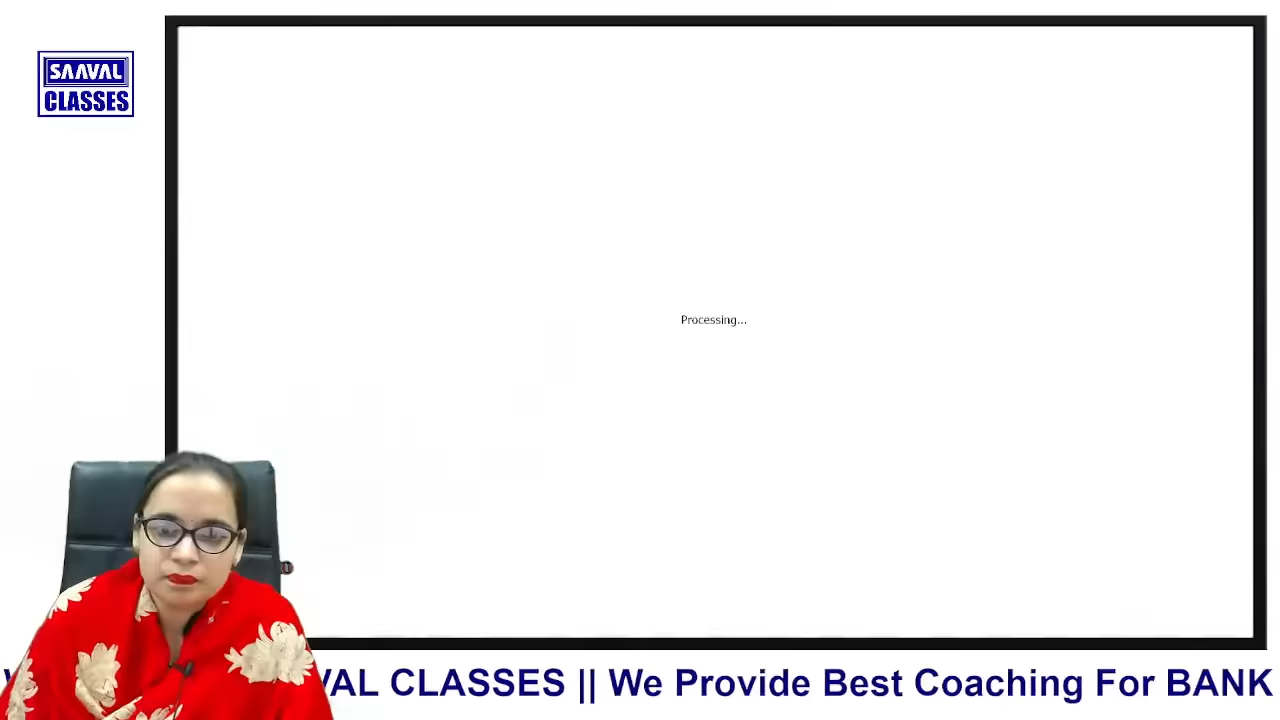 SAAVAL
CLASSES
Processing...
VAL CLASSES || We Provide Best Coaching For BANK